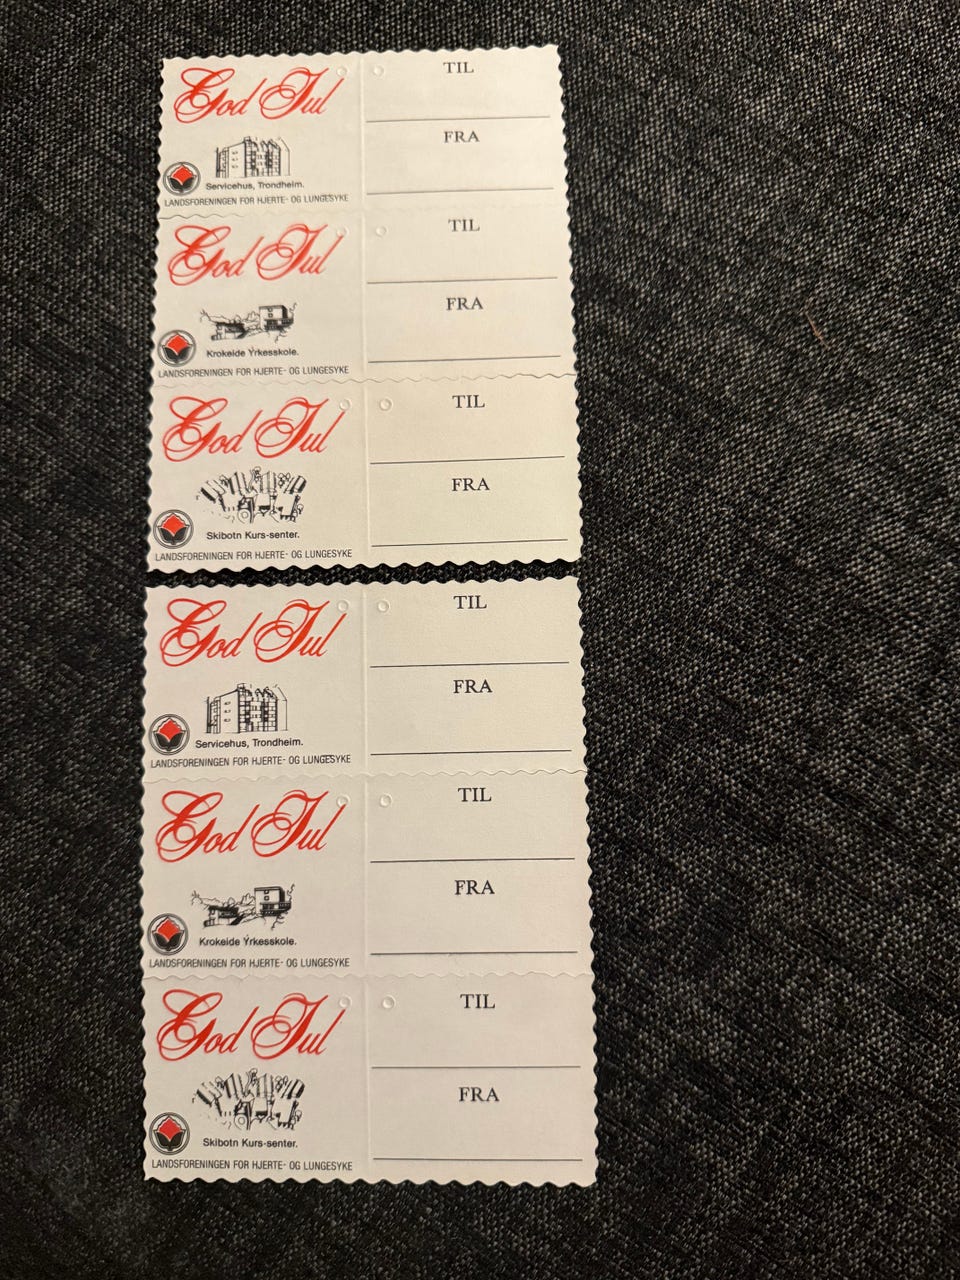 God Jul
Servicehus, Trondheim.
LANDSFORENINGEN FOR HJERTE- OG LUNGESYKE
TIL
FRA
God Jul
Krokeide Yrkesskole.
LANDSFORENINGEN FOR HJERTE- OG LUNGESYKE
TIL
FRA
God Jul
Skibotn Kurs-senter.
LANDSFORENINGEN FOR HJERTE- OG LUNGESYKE
TIL
FRA
God Jul
Servicehus, Trondheim.
LANDSFORENINGEN FOR HJERTE- OG LUNGESYKE
TIL
FRA
God Jul
Krokeide Yrkesskole.
LANDSFORENINGEN FOR HJERTE- OG LUNGESYKE
TIL
FRA
God Jul
Skibotn Kurs-senter.
LANDSFORENINGEN FOR HJERTE- OG LUNGESYKE
TIL
FRA